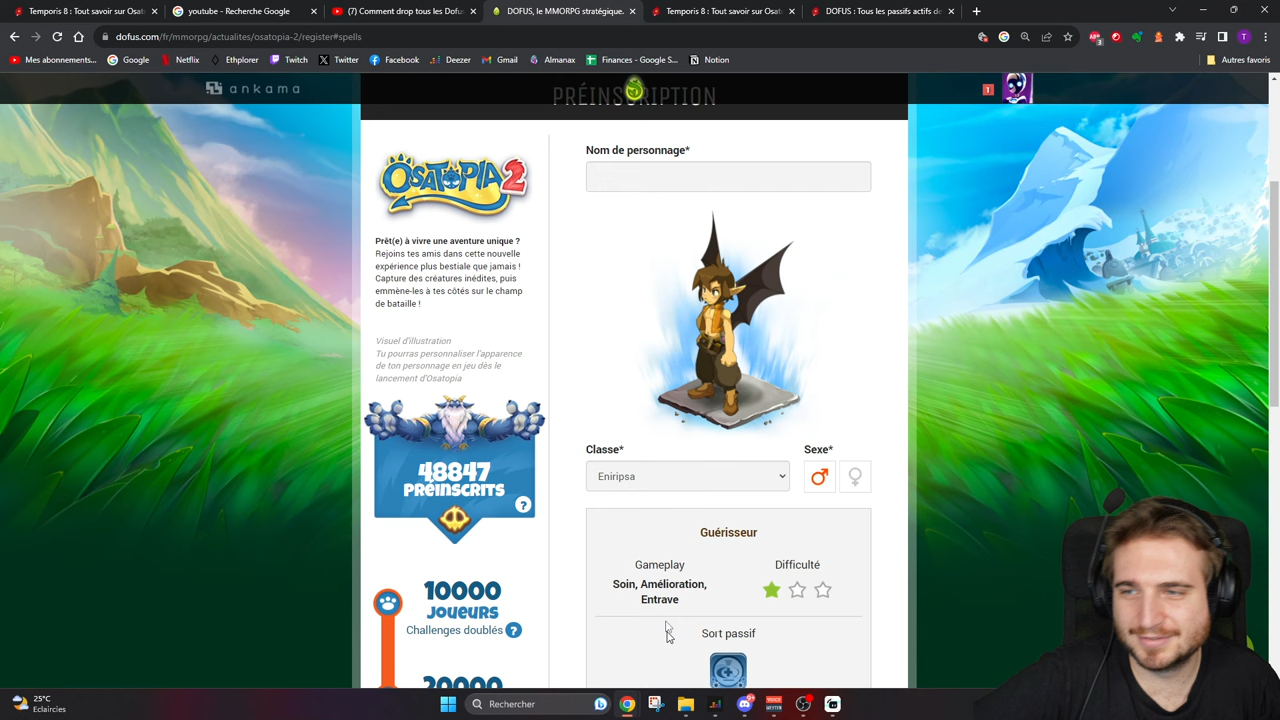 Temporis 8 : Tout savoir sur Osat
youtube - Recherche Google
(7) Comment drop tous les Dofus
DOFUS, le MMORPG stratégique.
Temporis 8 : Tout savoir sur Osat
DOFUS : Tous les passifs actifs de
dofus.com/fr/mmorpg/actualites/osatopia-2/register#spells
3
T
Mes abonnements...
Google
Netflix
Ethplorer
Twitch
Twitter
Facebook
Deezer
Gmail
Almanax
Finances - Google S...
Notion
Autres favoris
ankama
PRÉINSCRIPTION
1
OSATOPIA 2
Prêt(e) à vivre une aventure unique ?
Rejoins tes amis dans cette nouvelle
expérience plus bestiale que jamais !
Capture des créatures inédites, puis
emmène-les à tes côtés sur le champ
de bataille !
Visuel d'illustration
Tu pourras personnaliser l'apparence
de ton personnage en jeu dès le
lancement d'Osatopia
48847
PRÉINSCRITS
?
10000
JOUEURS
Challenges doublés ?
20000
Nom de personnage*
Classe*
Sexe*
Eniripsa
Guérisseur
Gameplay
Difficulté
Soin, Amélioration,
Entrave
Sort passif
25°C
Eclaircies
Rechercher